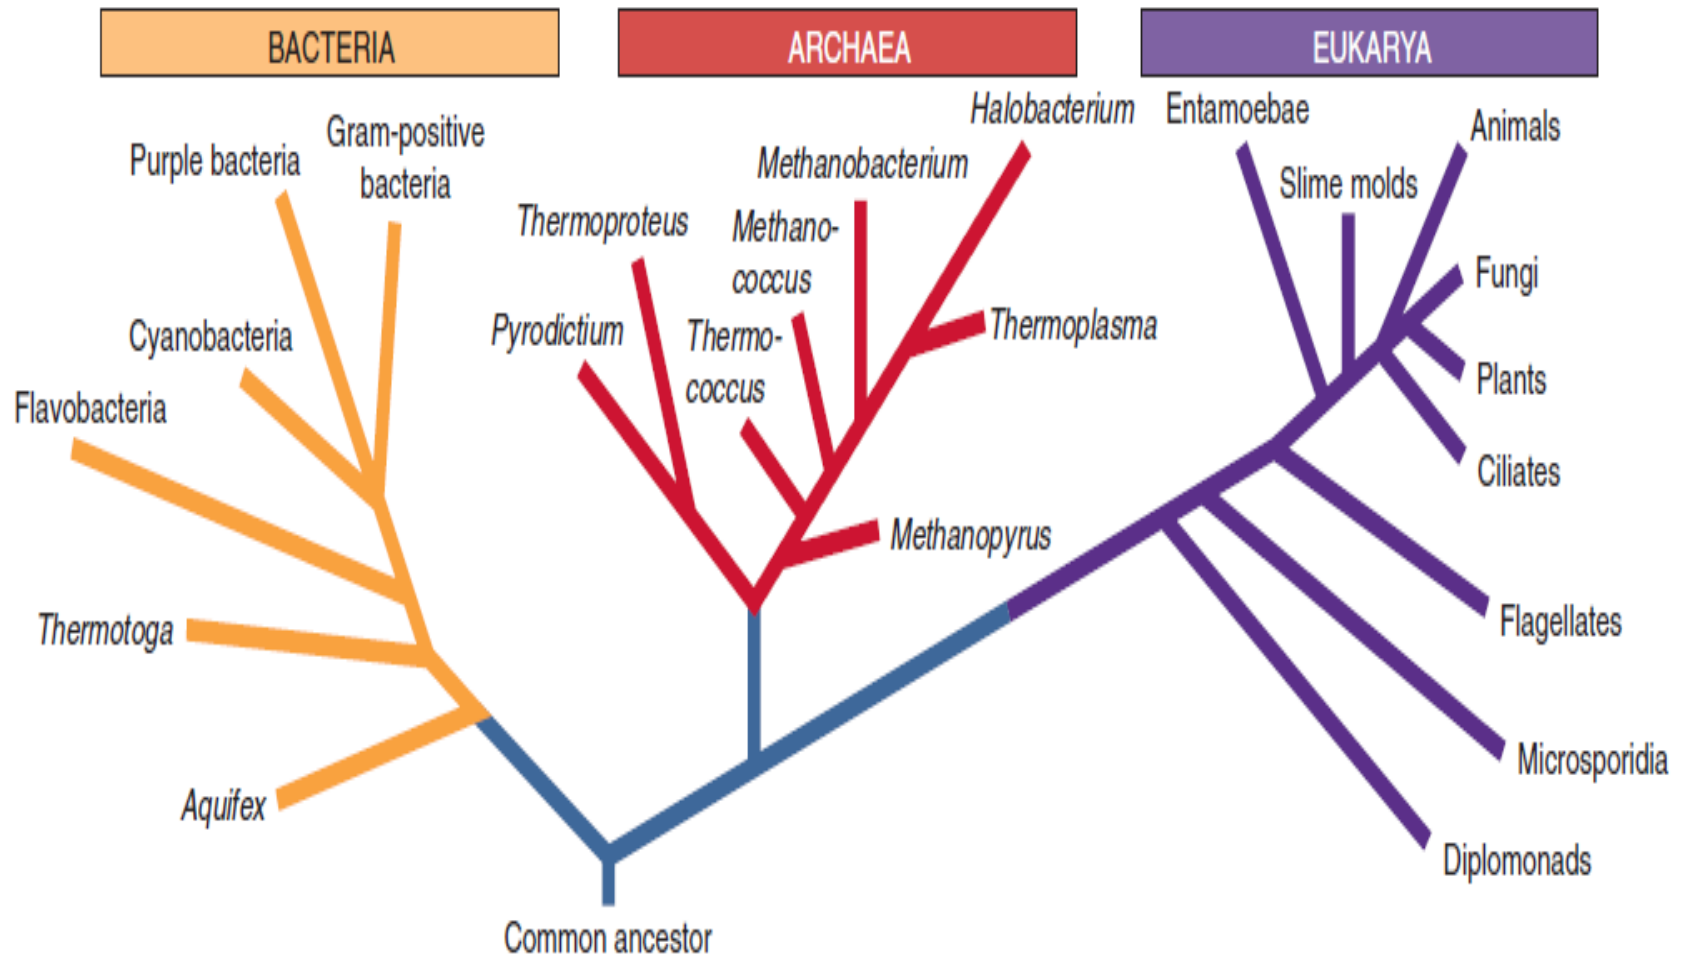 BACTERIA
ARCHAEA
EUKARYA
Purple bacteria
Gram-positive
bacteria
Cyanobacteria
Flavobacteria
Thermotoga
Aquifex
Halobacterium
Methanobacterium
Thermoproteus
Methano-
coccus
Pyrodictium
Thermo-
coccus
Thermoplasma
Methanopyrus
Entamoebae
Animals
Slime molds
Fungi
Plants
Ciliates
Flagellates
Microsporidia
Diplomonads
Common ancestor